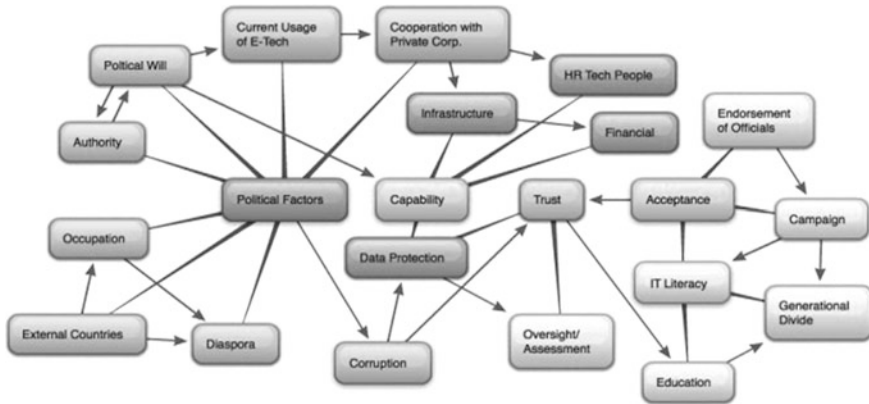 Current Usage
of E-Tech
Cooperation with
Private Corp.
Poltical Will
HR Tech People
Infrastructure
Endorsement
of Officials
Authority
Financial
Political Factors
Capability
Trust
Acceptance
Campaign
Occupation
Data Protection
IT Literacy
Generational
Divide
External Countries
Diaspora
Corruption
Oversight/
Assessment
Education